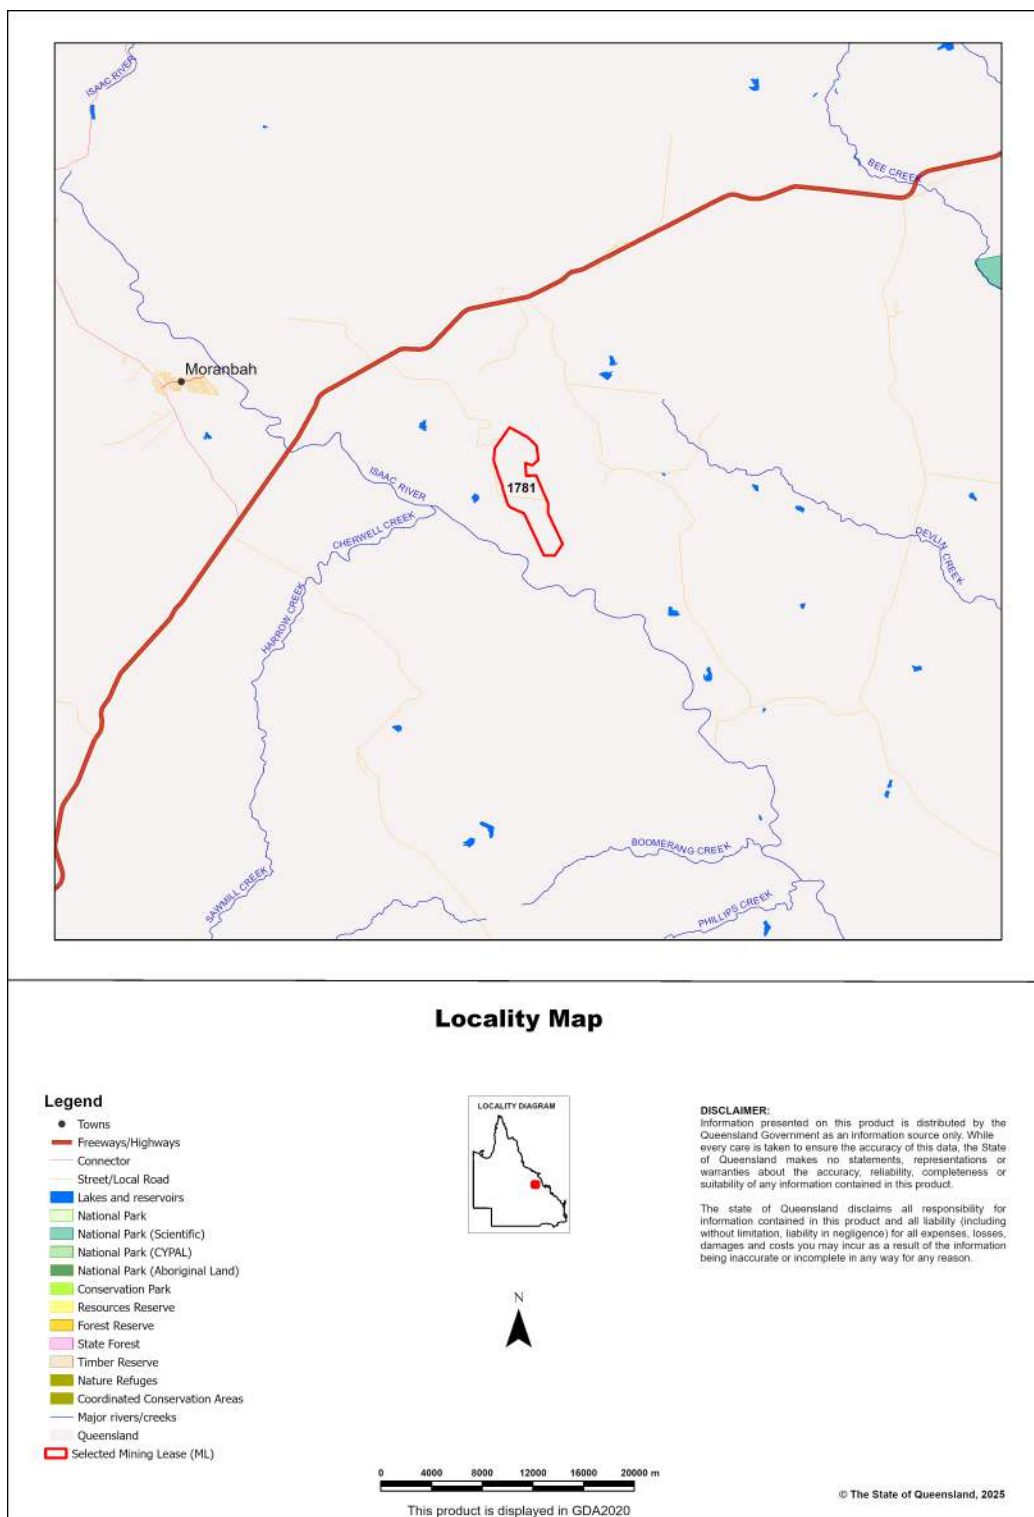 ISAAC RIVER
BEE CREEK
Moranbah
1781
ISAAC RIVER
CHERWELL CREEK
DEVLIN CREEK
HARROW CREEK
BOOMERANG CREEK
SAWMILL CREEK
PHILLIPS CREEK
Locality Map
Legend
Towns
Freeways/Highways
Connector
Street/Local Road
Lakes and reservoirs
National Park
National Park (Scientific)
National Park (CYPAL)
National Park (Aboriginal Land)
Conservation Park
Resources Reserve
Forest Reserve
State Forest
Timber Reserve
Nature Refuges
Coordinated Conservation Areas
Major rivers/creeks
Queensland
Selected Mining Lease (ML)
LOCALITY DIAGRAM
N
0 4000 8000 12000 16000 20000 m
This product is displayed in GDA2020
DISCLAIMER:
Information presented on this product is distributed by the
Queensland Government as an information source only. While
every care is taken to ensure the accuracy of this data, the State
of Queensland makes no statements, representations or
warranties about the accuracy, reliability, completeness or
suitability of any information contained in this product.
The state of Queensland disclaims all responsibility for
information contained in this product and all liability (including
without limitation, liability in negligence) for all expenses, losses,
damages and costs you may incur as a result of the information
being inaccurate or incomplete in any way for any reason.
© The State of Queensland, 2025